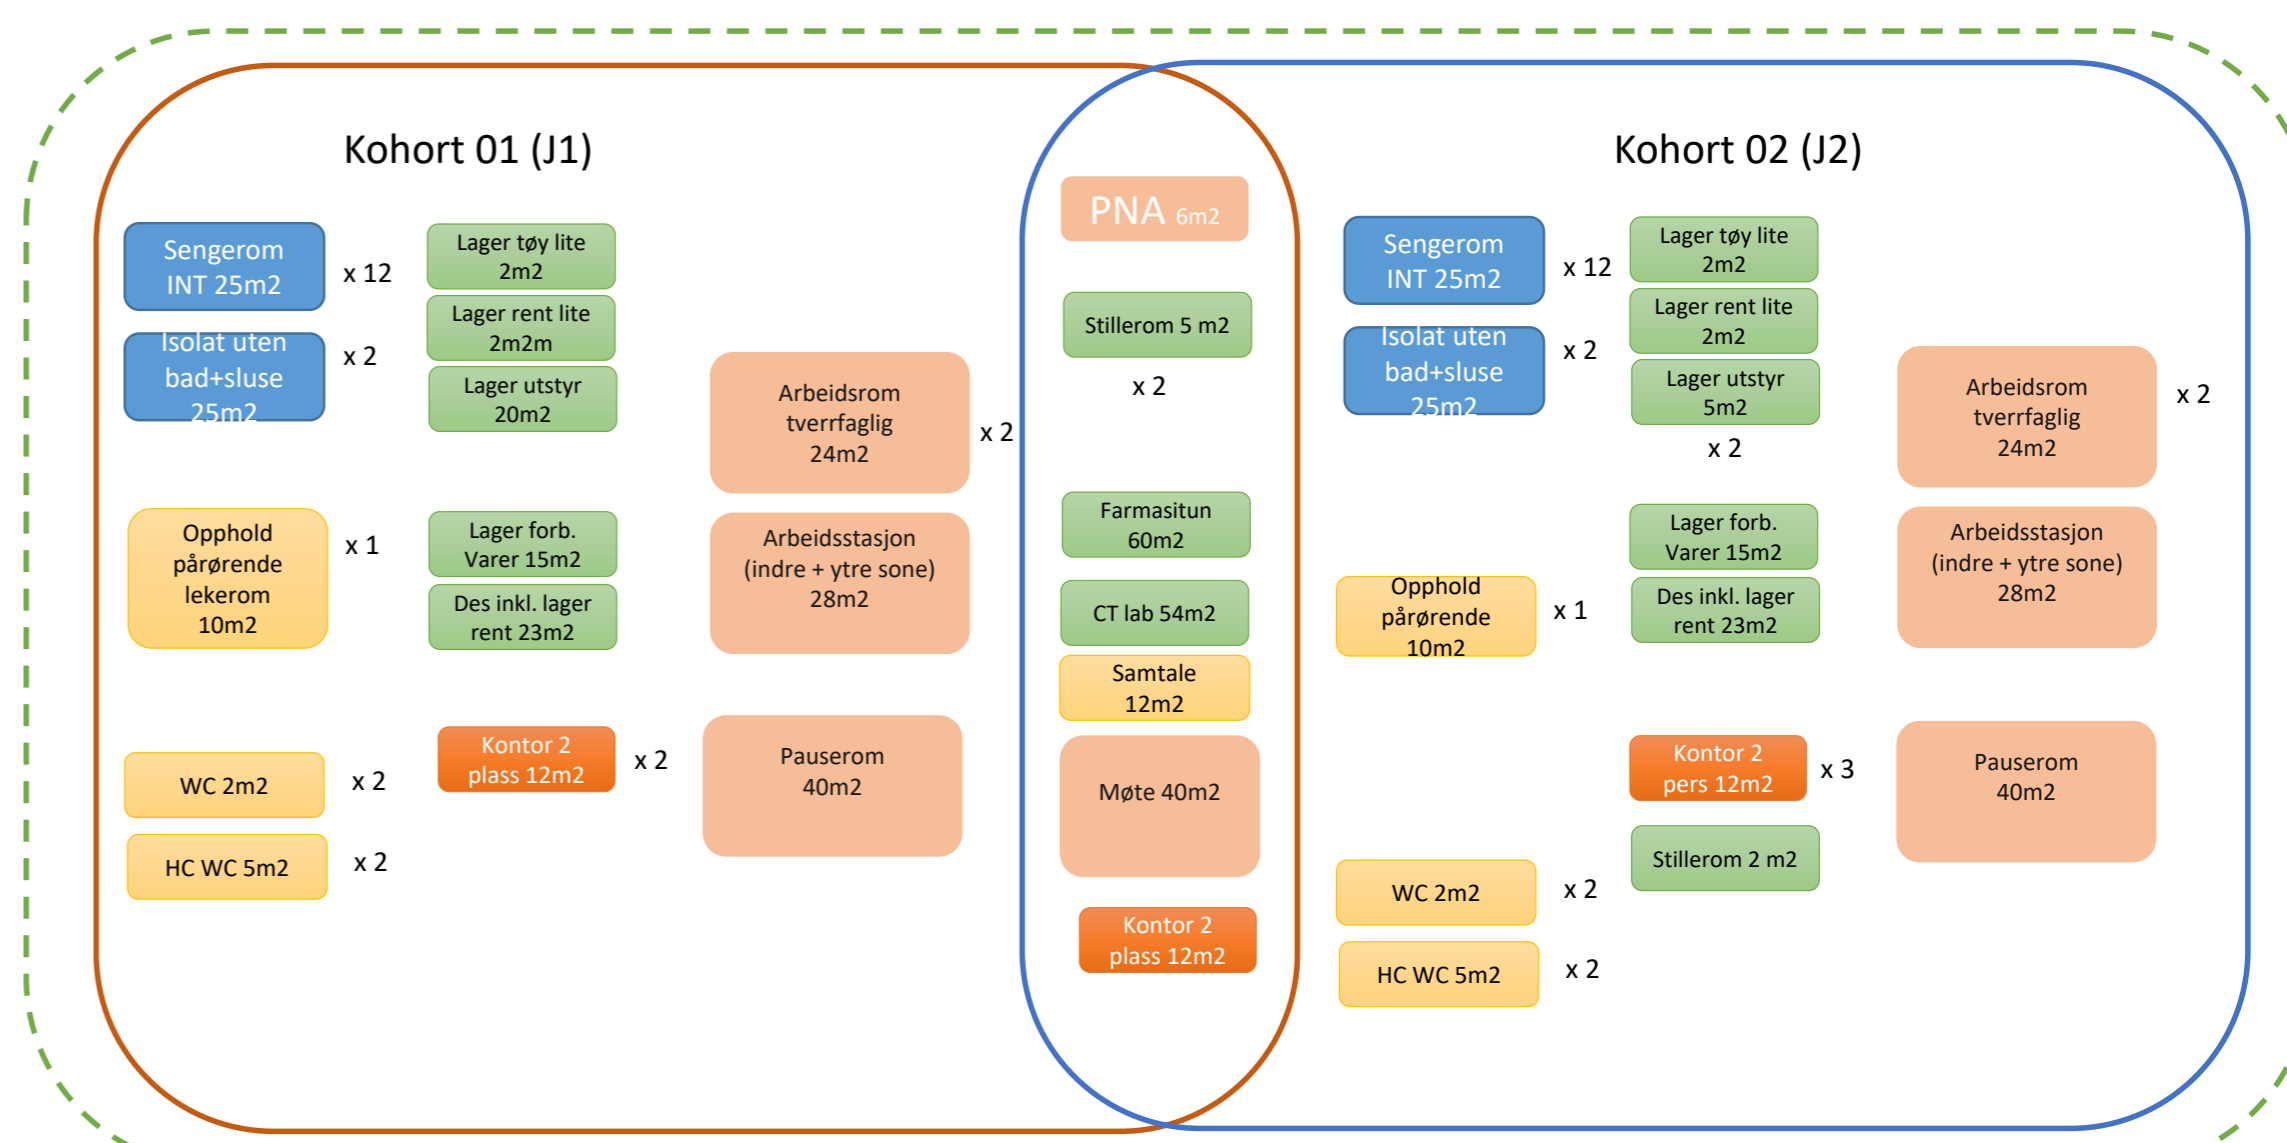 Kohort 01 (J1)
Sengerom
INT 25m2
x 12
Isolat uten
bad+sluse
25m2
x 2
Lager tøy lite
2m2
Lager rent lite
2m2m
Lager utstyr
20m2
Arbeidsrom
tverrfaglig
24m2
x 2
Opphold
pårørende
lekerom
10m2
x 1
Lager forb.
Varer 15m2
Des inkl. lager
rent 23m2
Arbeidsstasjon
(indre + ytre sone)
28m2
WC 2m2
x 2
HC WC 5m2
x 2
Kontor 2
plass 12m2
x 2
Pauserom
40m2
PNA 6m2
Stillerom 5 m2
x 2
Farmasitun
60m2
CT lab 54m2
Samtale
12m2
Møte 40m2
Kontor 2
plass 12m2
Kohort 02 (J2)
Sengerom
INT 25m2
x 12
Isolat uten
bad+sluse
25m2
x 2
Lager tøy lite
2m2
Lager rent lite
2m2
Lager utstyr
5m2
x 2
Arbeidsrom
tverrfaglig
24m2
x 2
Opphold
pårørende
10m2
x 1
Lager forb.
Varer 15m2
Des inkl. lager
rent 23m2
Arbeidsstasjon
(indre + ytre sone)
28m2
Kontor 2
pers 12m2
x 3
Stillerom 2 m2
Pauserom
40m2
WC 2m2
x 2
HC WC 5m2
x 2